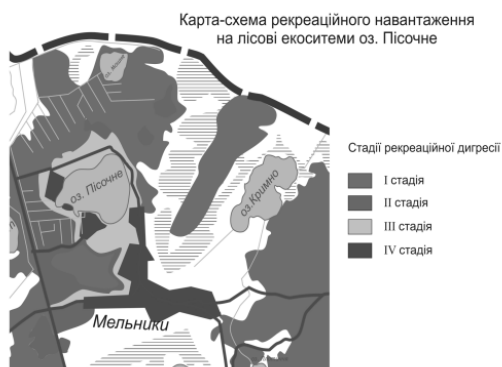 Карта-схема рекреаційного навантаження
на лісові екоситеми оз. Пісочне
оз. Пісочне
оз.Кримно
Мельники
Стадії рекреаційної дигресії
I стадія
II стадія
III стадія
IV стадія